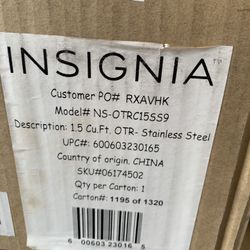 INSIGNIA
Customer PO# RXAVHK
Model# NS-OTRC15SS9
Description: 1.5 Cu.Ft. OTR- Stainless Steel
UPC#: 600603230165
Country of origin. CHINA
SKU#06174502
Qty per Carton: 1
Carton#: 1195 of 1320
6 00603 23016 5